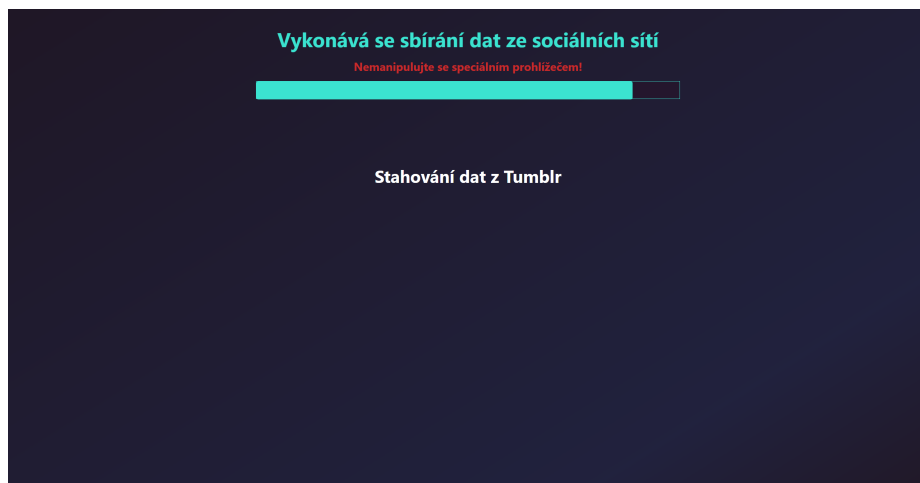 Vykonává se sbírání dat ze sociálních sítí
Nemanipulujte se speciálním prohlížečem!
Stahování dat z Tumblr